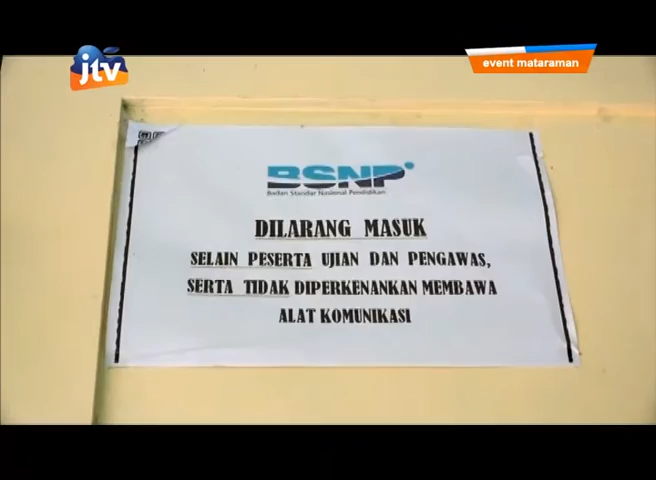 jtv
event mataraman
BSNP
Badan Standar Nasional Pendidikan
DILARANG MASUK
SELAIN PESERTA UJIAN DAN PENGAWAS,
SERTA TIDAK DIPERKENANKAN MEMBAWA
ALAT KOMUNIKASI